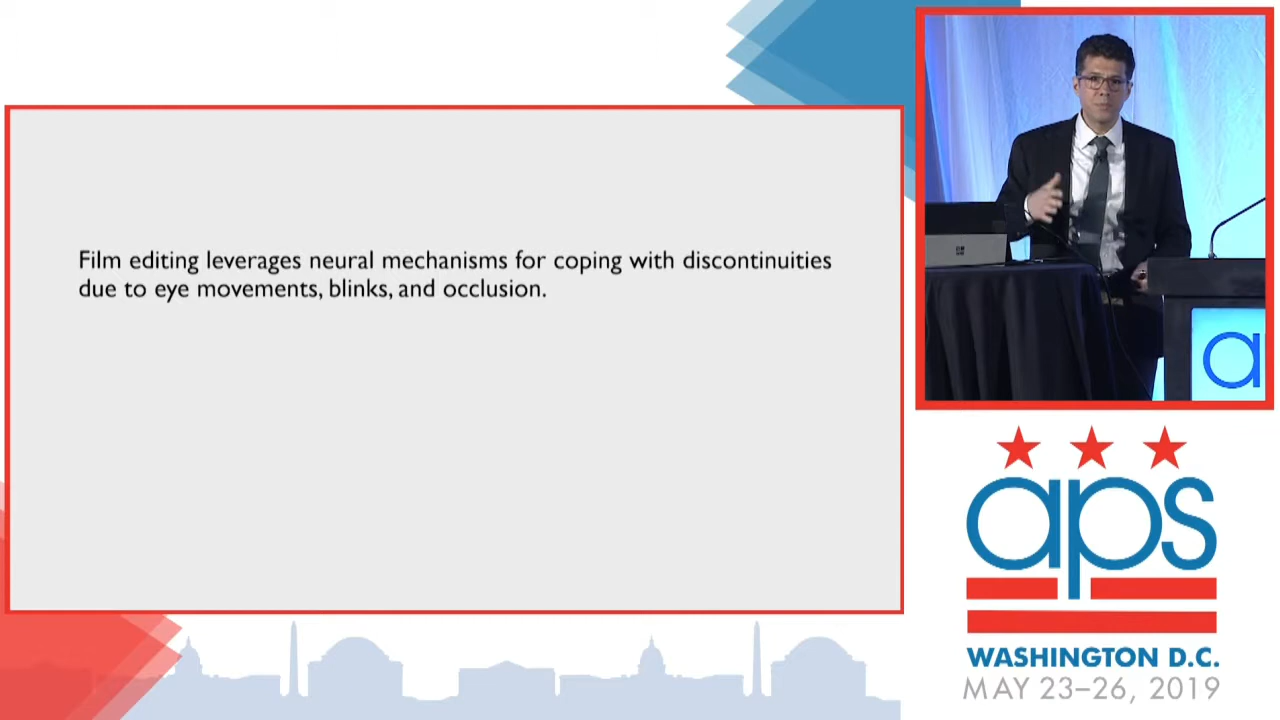 Film editing leverages neural mechanisms for coping with discontinuities
due to eye movements, blinks, and occlusion.
a
aps
WASHINGTON D.C.
MAY 23–26, 2019